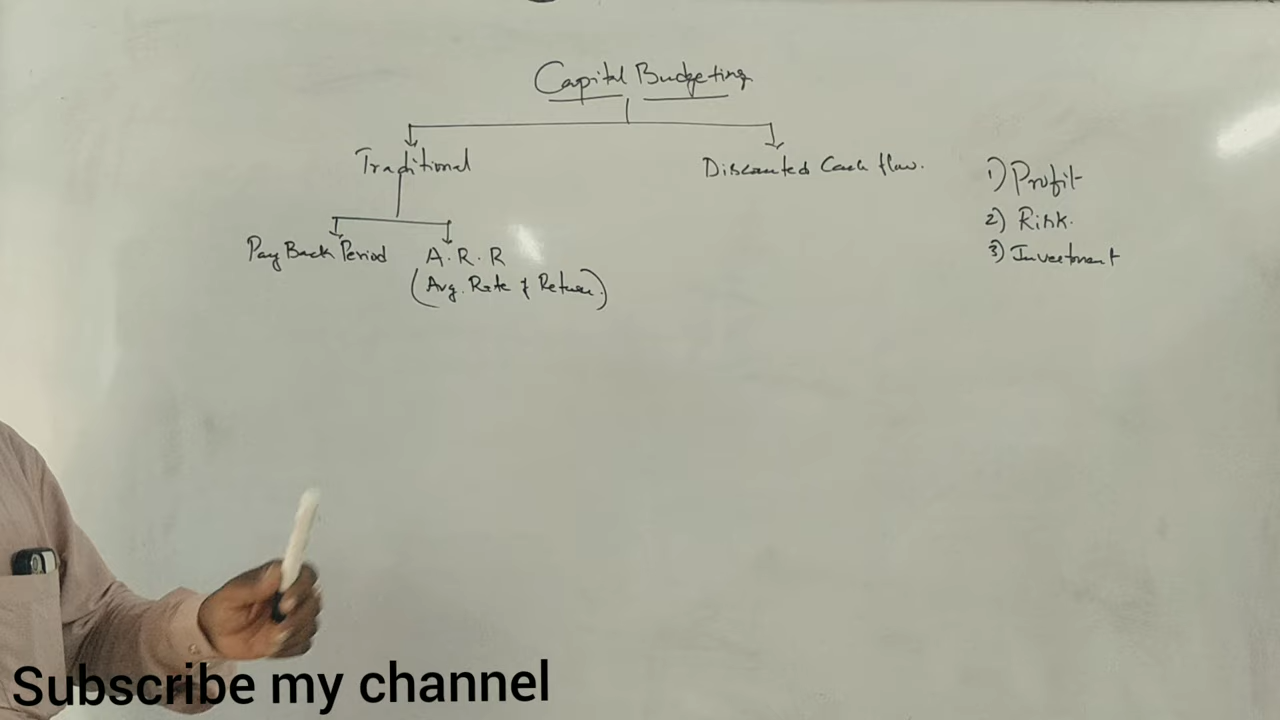 Capital Budgeting
Traditional
Discounted Cash flow.
1) Profit
2) Risk.
3) Investment
Pay Back Period
A.R.R
(Avg. Rate of Return.)
Subscribe my channel